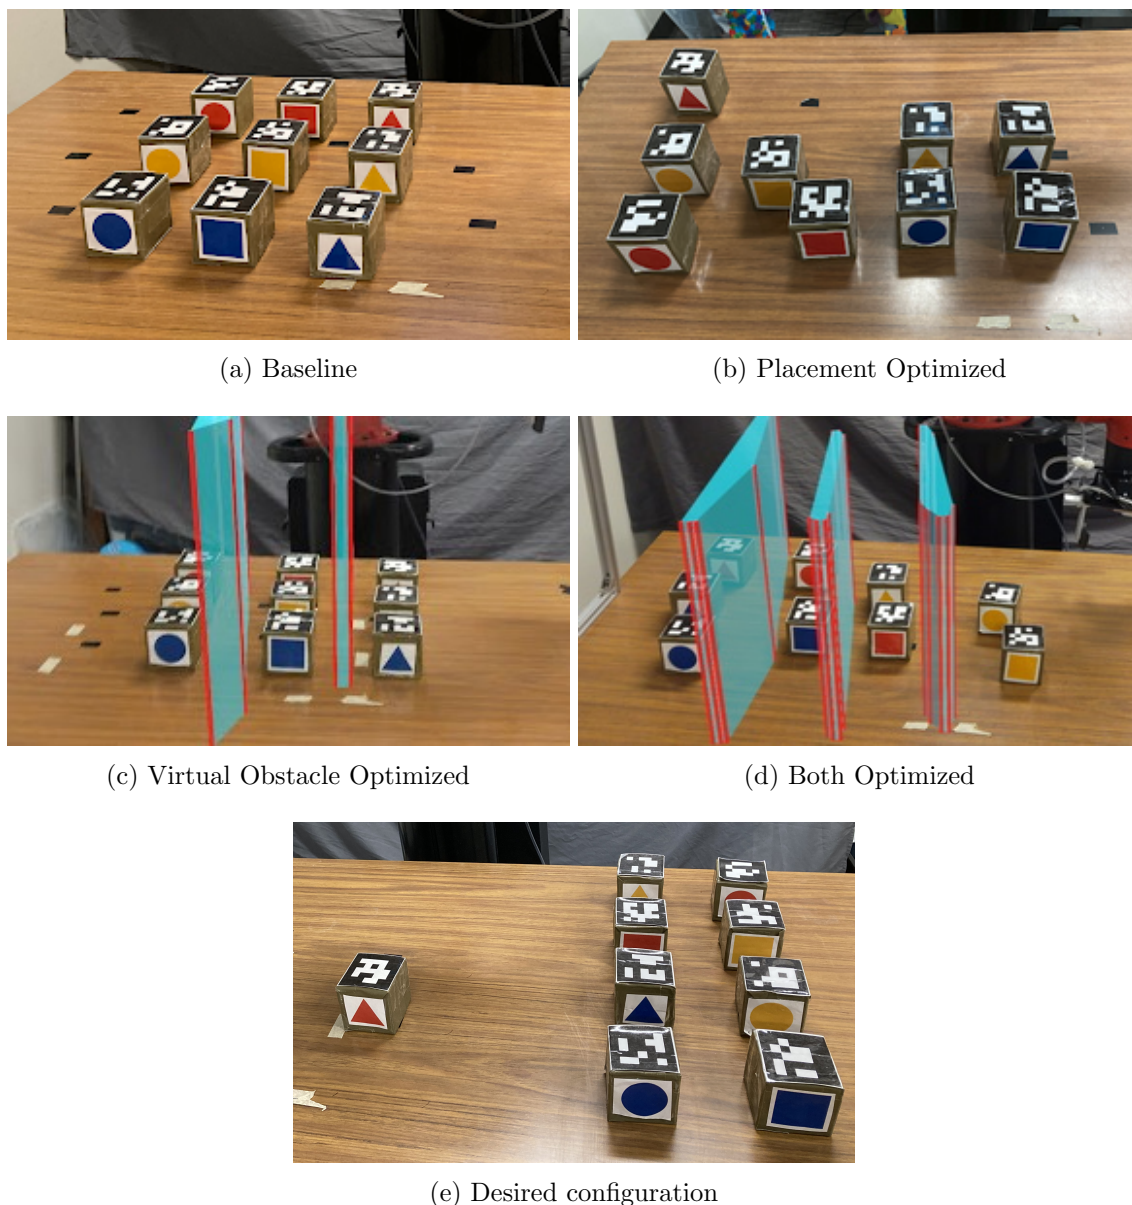 (a) Baseline
(b) Placement Optimized
(c) Virtual Obstacle Optimized
(d) Both Optimized
(e) Desired configuration